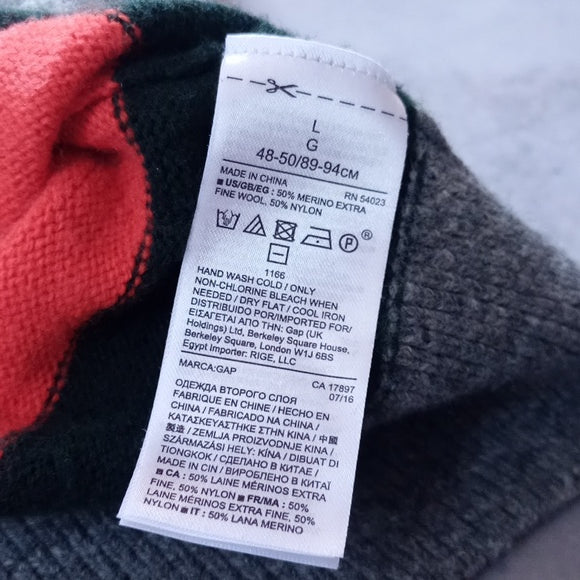 L
G
48-50/89-94CM
MADE IN CHINA RN 54023
■ US/GB/EG : 50% MERINO EXTRA
FINE WOOL, 50% NYLON
P ®
1166
HAND WASH COLD / ONLY
NON-CHLORINE BLEACH WHEN
NEEDED / DRY FLAT / COOL IRON
DISTRIBUIDO POR/IMPORTED FOR/
ΕΙΣΑΓΕΤΑΙ ΑΠΟ ΤΗΝ: Gap (UK
Holdings) Ltd, Berkeley Square House,
Berkeley Square, London W1J 6BS
Egypt Importer: RIGE, LLC
MARCA:GAP CA 17897
07/16
ОДЕЖДА ВТОРОГО СЛОЯ
FABRIQUÉ EN CHINE / HECHO EN
CHINA / FABRICADO NA CHINA /
ΚΑΤΑΣΚΕΥΑΣΤΗΚΕ ΣΤΗΝ ΚΙΝΑ / 中國
製造 / ZEMLJA PROIZVODNJE KINA /
SZÁRMAZÁSI HELY: KÍNA / DIBUAT DI
TIONGKOK / СДЕЛАНО В КИТАЕ /
MADE IN CIN / ВИРОБЛЕНО В КИТАЇ
■ CA : 50% LAINE MÉRINOS EXTRA
FINE, 50% NYLON ■ FR/MA : 50%
LAINE MÉRINOS EXTRA FINE, 50%
NYLON ■ IT : 50% LANA MERINO